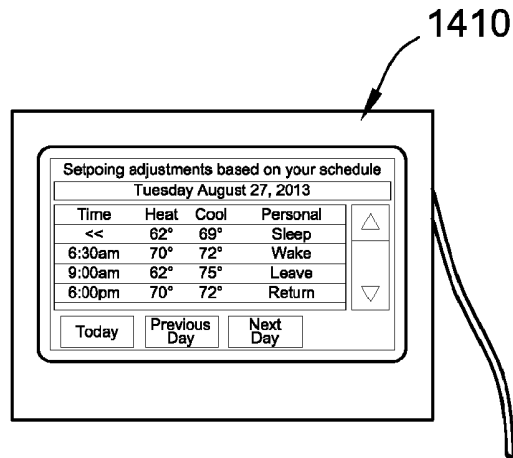 1410
Setpoing adjustments based on your schedule
Tuesday August 27, 2013
Time Heat Cool Personal
<< 62° 69° Sleep
6:30am 70° 72° Wake
9:00am 62° 75° Leave
6:00pm 70° 72° Return
Today Previous Day Next Day